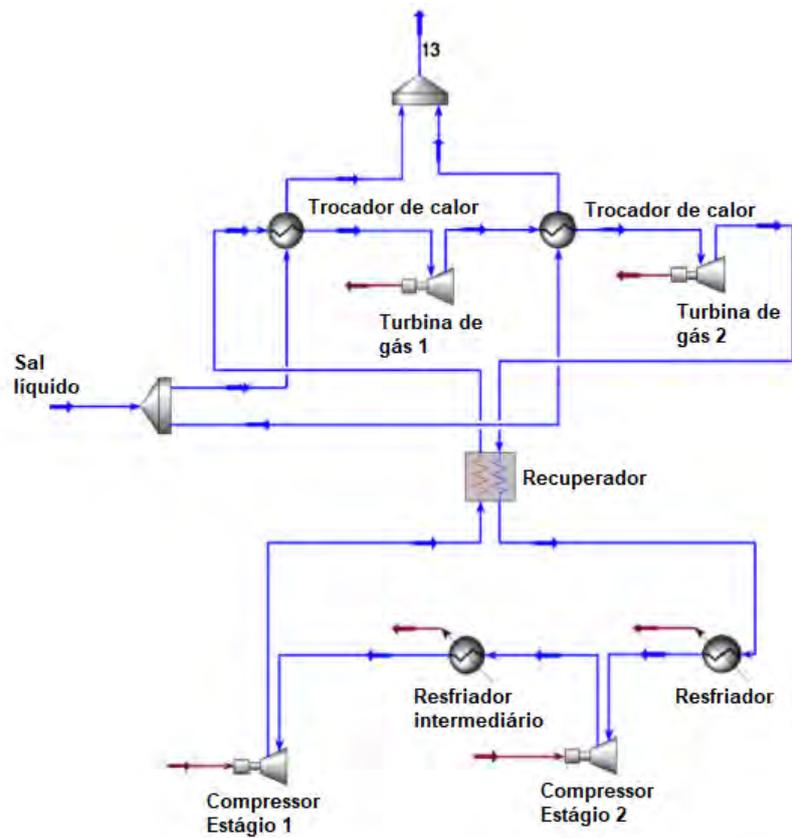 13
Trocador de calor
Trocador de calor
Turbina de
gás 1
Turbina de
gás 2
Sal
líquido
Recuperador
Resfriador
intermediário
Resfriador
Compressor
Estágio 1
Compressor
Estágio 2